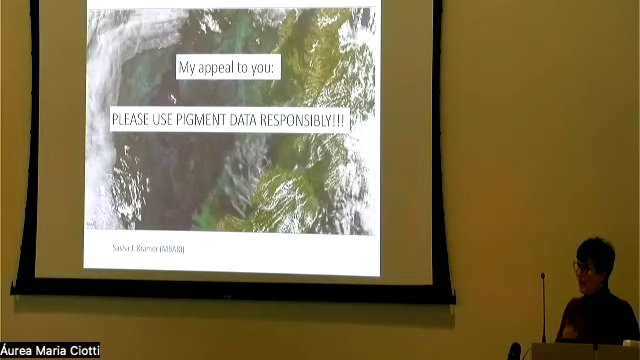 My appeal to you:
PLEASE USE PIGMENT DATA RESPONSIBLY!!!
Sasha J. Kramer (MBARI)
Áurea Maria Ciotti